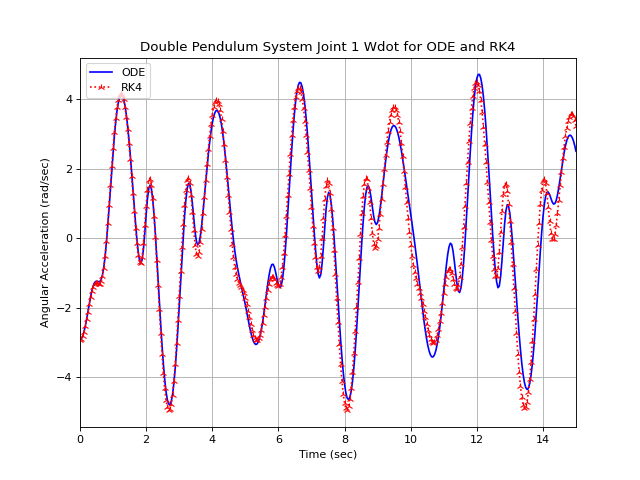 Double Pendulum System Joint 1 Wdot for ODE and RK4
ODE
RK4
4
2
0
−2
−4
Angular Acceleration (rad/sec)
0 2 4 6 8 10 12 14
Time (sec)